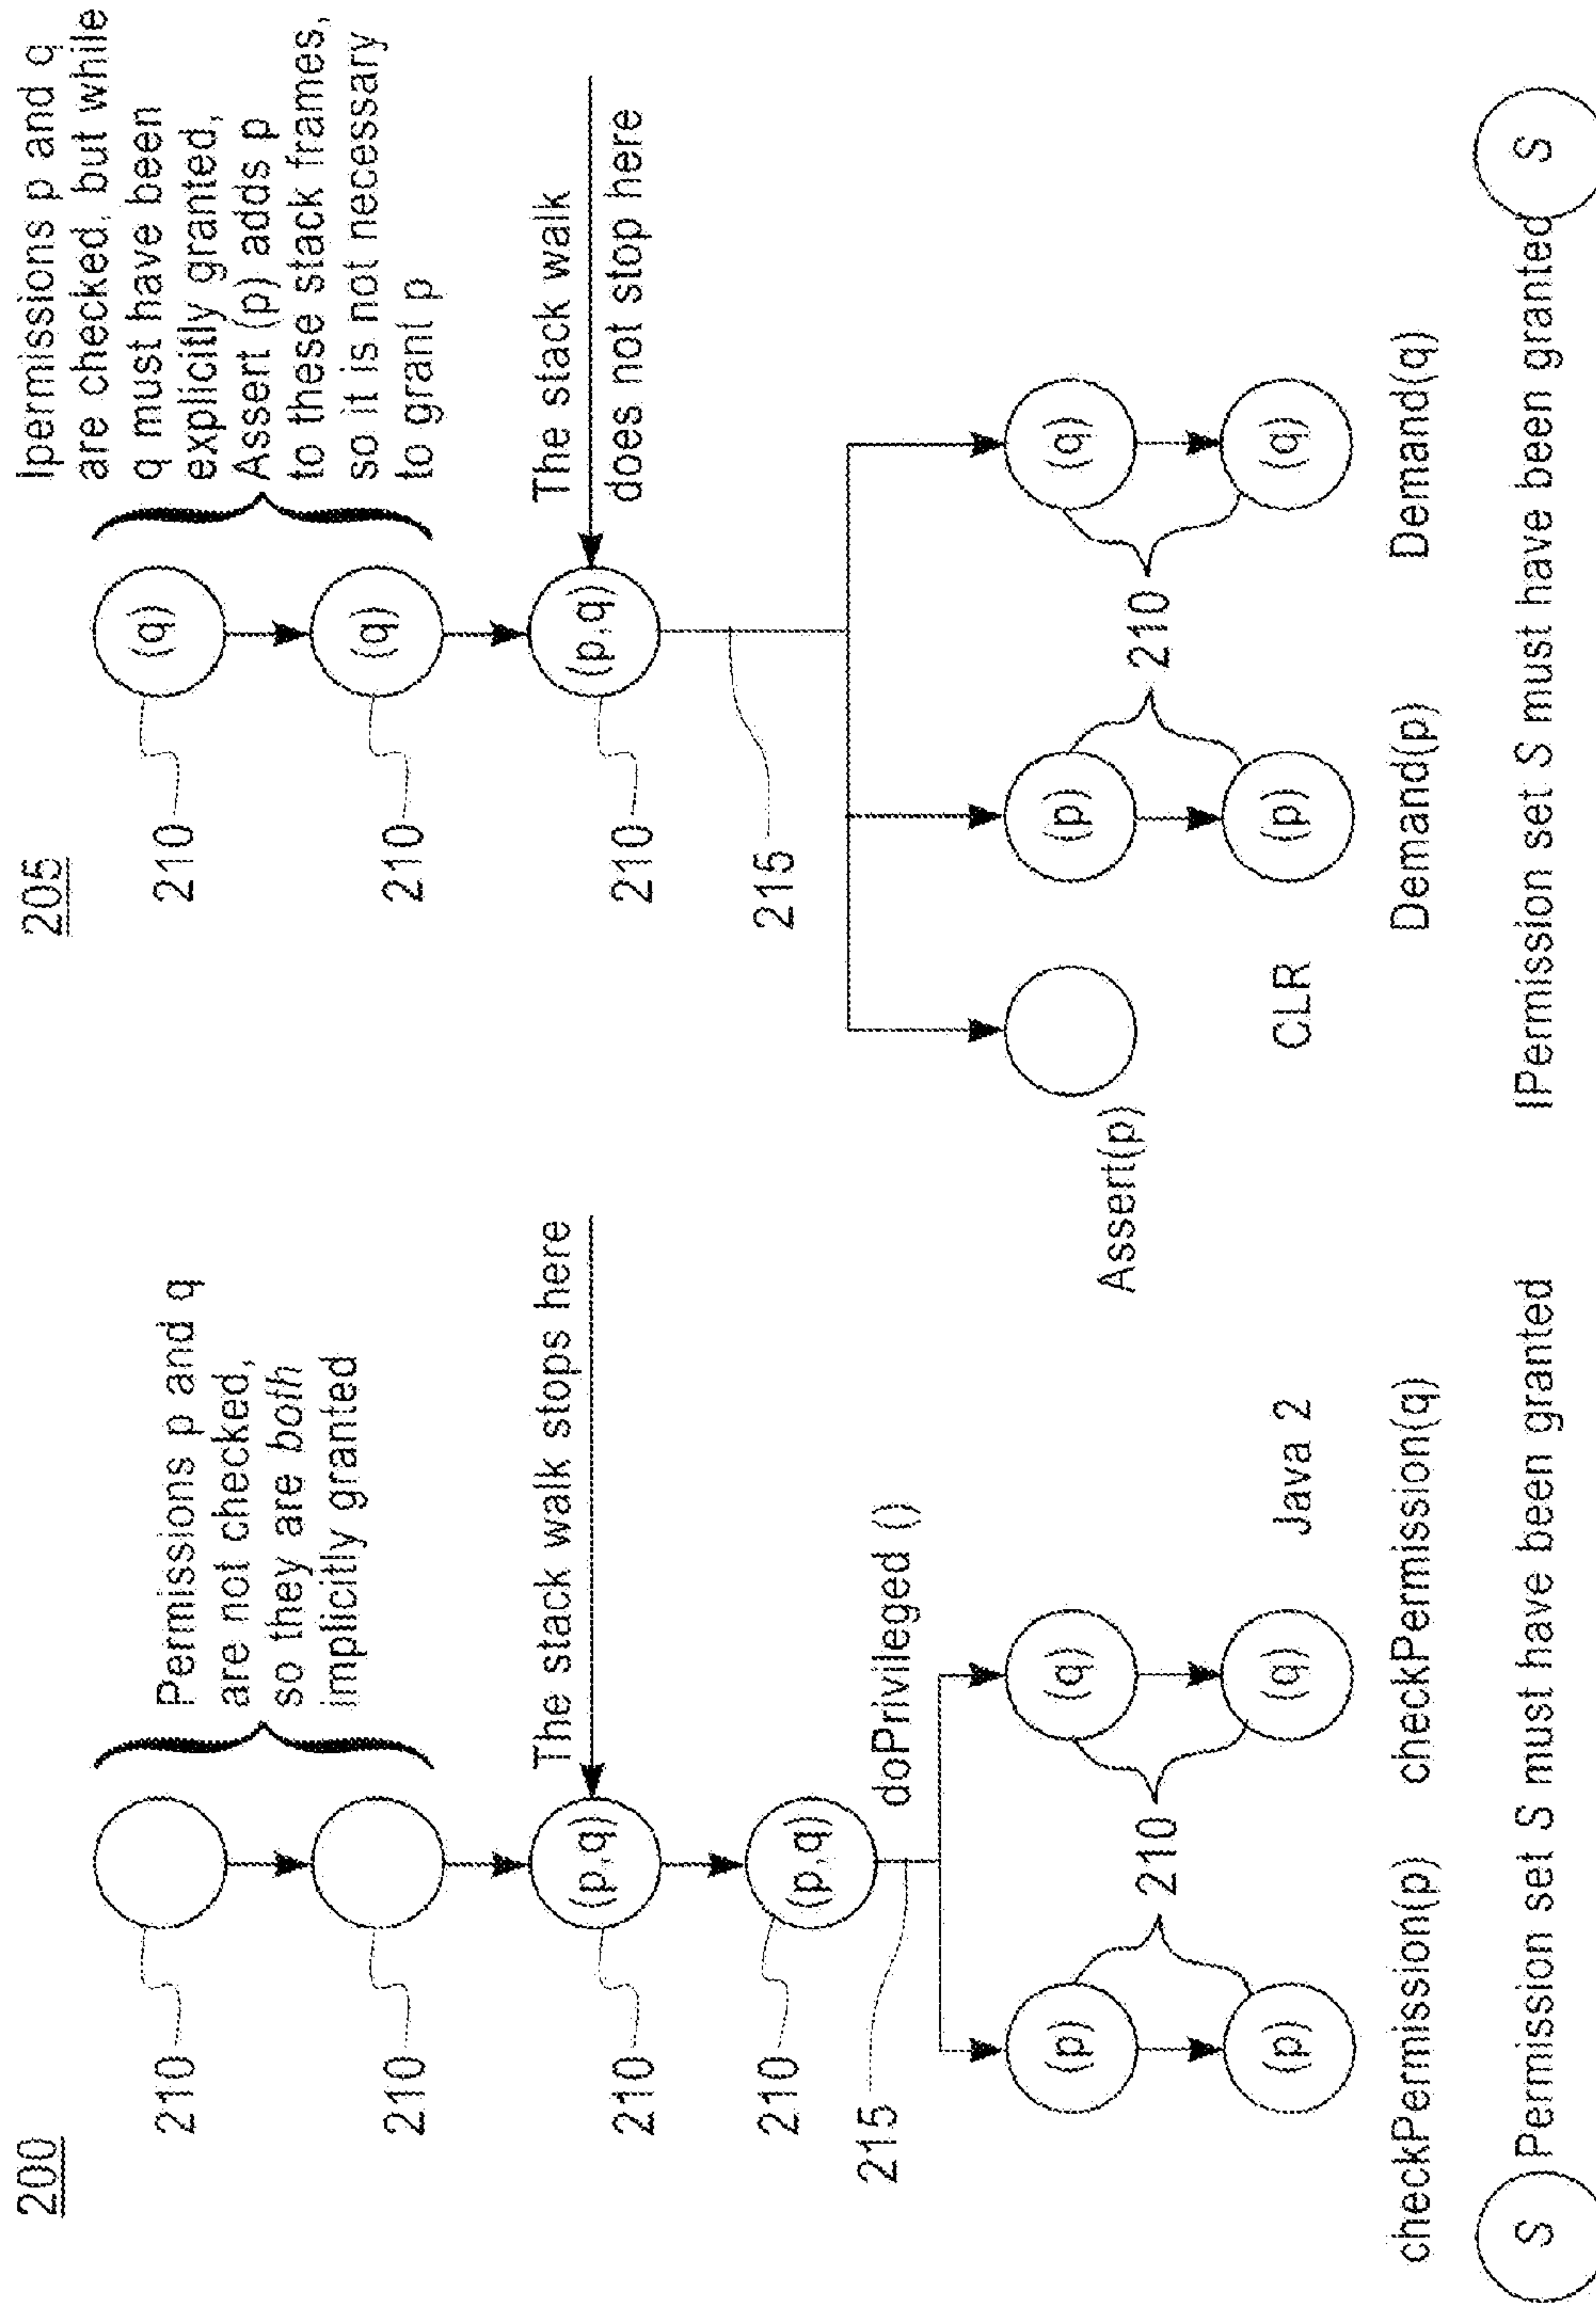 200
210
210
210
210
215
Permissions p and q
are not checked,
so they are both
implicitly granted
The stack walk stops here
(p,q)
(p,q)
doPrivileged ()
(p)
(q)
210
(p)
(q)
Java 2
checkPermission(p)
checkPermission(q)
S
Permission set S must have been granted
205
210
210
210
215
(q)
(q)
(p,q)
Ipermissions p and q
are checked, but while
q must have been
explicitly granted,
Assert (p) adds p
to these stack frames,
so it is not necessary
to grant p
The stack walk
does not stop here
Assert(p)
(p)
(q)
210
(p)
(q)
CLR
Demand(p)
Demand(q)
IPermission set S must have been granted
S